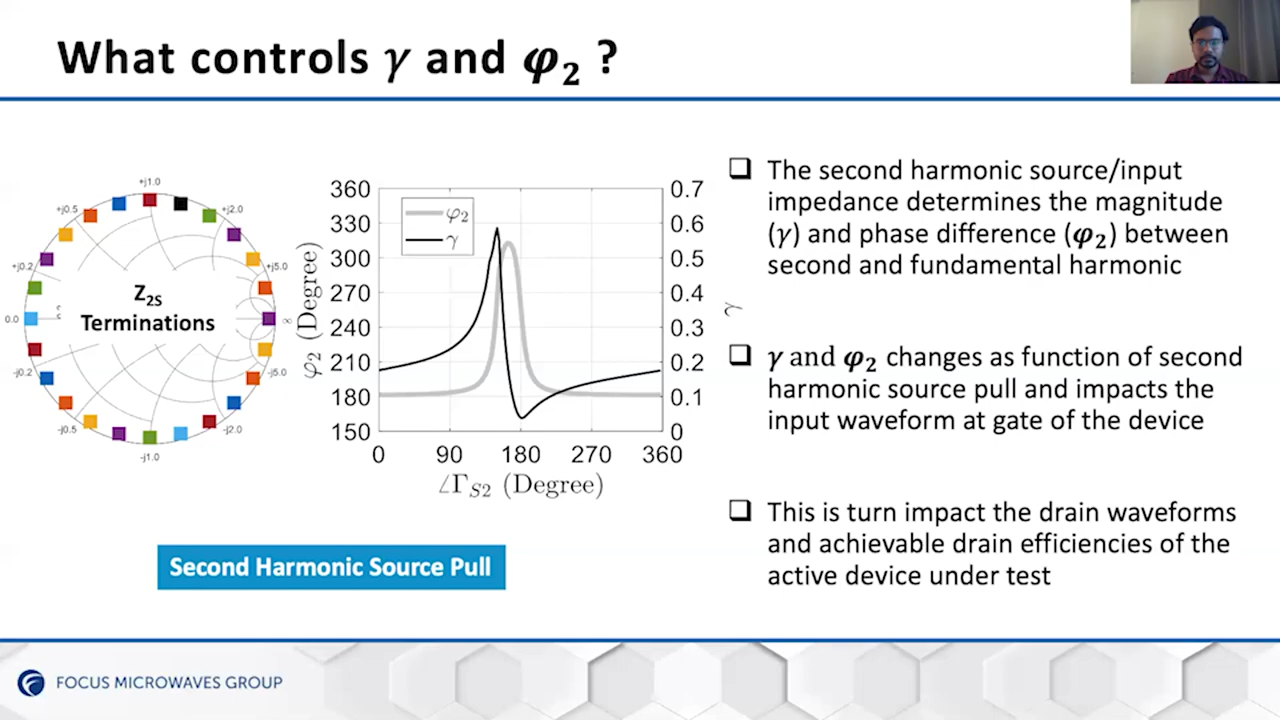 What controls γ and φ₂ ?
+j1.0
+j0.5
+j2.0
+j0.2
+j5.0
0.0
∞
Z2S
Terminations
-j0.2
-j5.0
-j0.5
-j2.0
-j1.0
φ₂ (Degree)
360
330
300
270
240
210
180
150
φ₂
γ
0.7
0.6
0.5
0.4
0.3
0.2
0.1
0
γ
0 90 180 270 360
∠Γ_S2 (Degree)
Second Harmonic Source Pull
❑ The second harmonic source/input
impedance determines the magnitude
(γ) and phase difference (φ₂) between
second and fundamental harmonic
❑ γ and φ₂ changes as function of second
harmonic source pull and impacts the
input waveform at gate of the device
❑ This is turn impact the drain waveforms
and achievable drain efficiencies of the
active device under test
FOCUS MICROWAVES GROUP